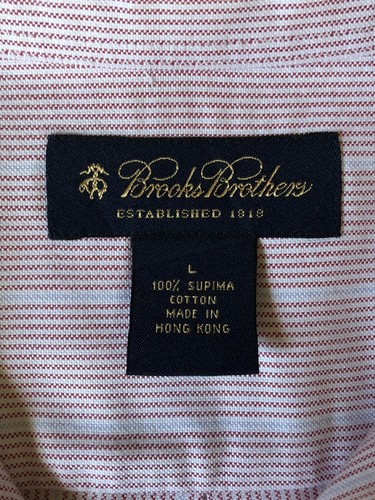 Brooks Brothers
ESTABLISHED 1818
L
100% SUPIMA
COTTON
MADE IN
HONG KONG